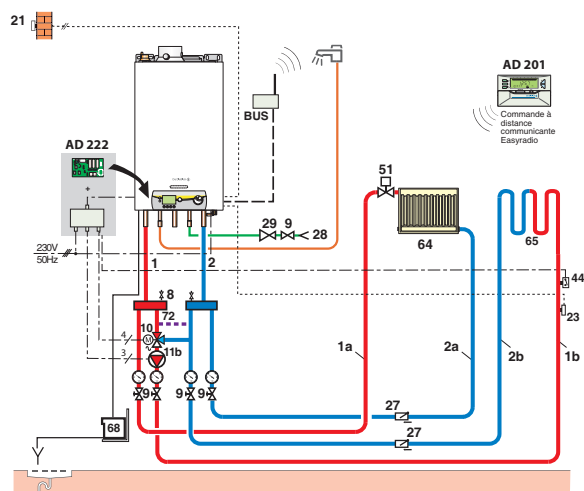 21
AD 201
BUS
Commande à
distance
communicante
Easyradio
AD 222
+
51
29
9
28
64
65
230V
50Hz
1
2
44
8
72
23
10
M
4
11b
3
1a
2a
2b
1b
9
9
9
27
27
68